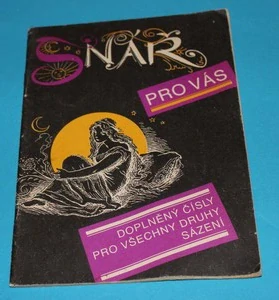 SNÁŘ
PRO VÁS
DOPLNĚNÝ ČÍSLY
PRO VŠECHNY DRUHY
SÁZENÍ